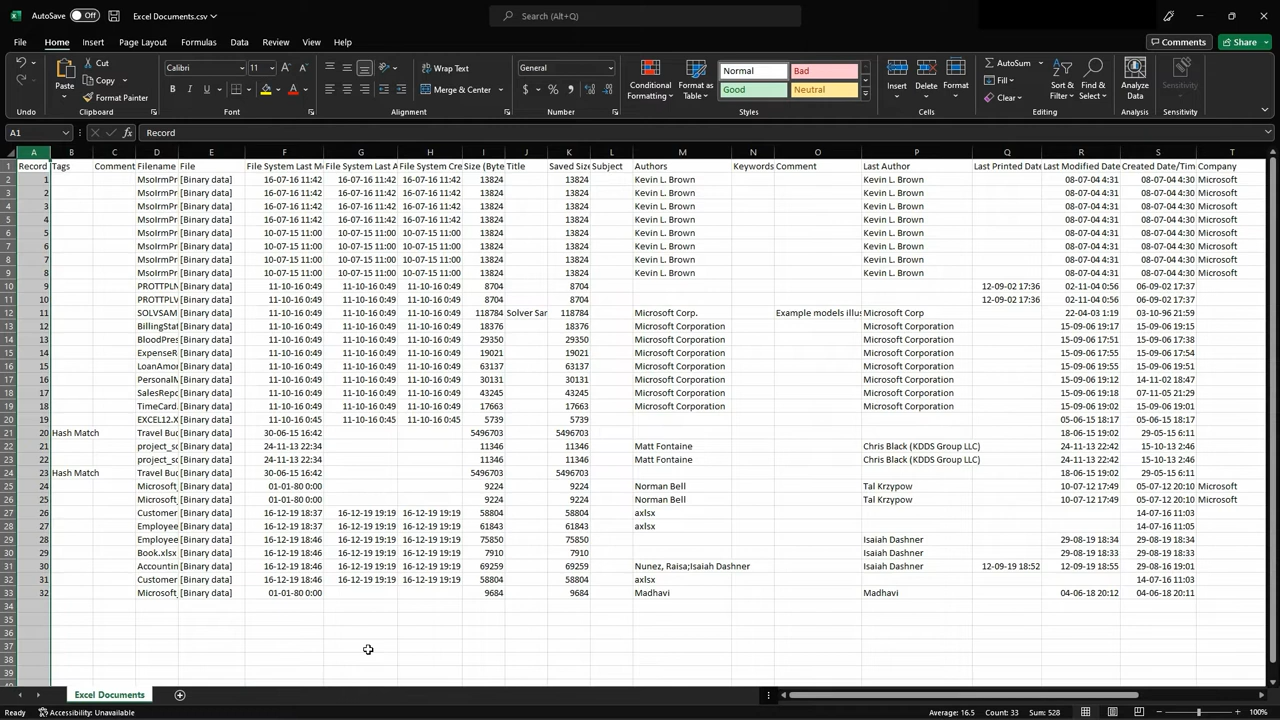 AutoSave Off Excel Documents.csv Search (Alt+Q)
File Home Insert Page Layout Formulas Data Review View Help Comments Share
Cut Calibri 11 Wrap Text General Normal Bad AutoSum
Paste Copy Conditional Format as Insert Delete Format Fill Sort & Find & Analyze Sensitivity
Format Painter Merge & Center Formatting Table Good Neutral Clear Filter Select Data
Undo Clipboard Font Alignment Number Styles Cells Editing Analysis Sensitivity
A1 Record
A B C D E F G H I J K L M N O P Q R S T
1 Record Tags Comment Filename File File System Last M File System Last A File System Cre Size (Byte Title Saved Size Subject Authors Keywords Comment Last Author Last Printed Date Last Modified Date Created Date/Tim Company
2 1 MsoIrmPr [Binary data] 16-07-16 11:42 16-07-16 11:42 16-07-16 11:42 13824 13824 Kevin L. Brown Kevin L. Brown 08-07-04 4:31 08-07-04 4:30 Microsoft
3 2 MsoIrmPr [Binary data] 16-07-16 11:42 16-07-16 11:42 16-07-16 11:42 13824 13824 Kevin L. Brown Kevin L. Brown 08-07-04 4:31 08-07-04 4:30 Microsoft
4 3 MsoIrmPr [Binary data] 16-07-16 11:42 16-07-16 11:42 16-07-16 11:42 13824 13824 Kevin L. Brown Kevin L. Brown 08-07-04 4:31 08-07-04 4:30 Microsoft
5 4 MsoIrmPr [Binary data] 16-07-16 11:42 16-07-16 11:42 16-07-16 11:42 13824 13824 Kevin L. Brown Kevin L. Brown 08-07-04 4:31 08-07-04 4:30 Microsoft
6 5 MsoIrmPr [Binary data] 10-07-15 11:00 10-07-15 11:00 10-07-15 11:00 13824 13824 Kevin L. Brown Kevin L. Brown 08-07-04 4:31 08-07-04 4:30 Microsoft
7 6 MsoIrmPr [Binary data] 10-07-15 11:00 10-07-15 11:00 10-07-15 11:00 13824 13824 Kevin L. Brown Kevin L. Brown 08-07-04 4:31 08-07-04 4:30 Microsoft
8 7 MsoIrmPr [Binary data] 10-07-15 11:00 10-07-15 11:00 10-07-15 11:00 13824 13824 Kevin L. Brown Kevin L. Brown 08-07-04 4:31 08-07-04 4:30 Microsoft
9 8 MsoIrmPr [Binary data] 10-07-15 11:00 10-07-15 11:00 10-07-15 11:00 13824 13824 Kevin L. Brown Kevin L. Brown 08-07-04 4:31 08-07-04 4:30 Microsoft
10 9 PROTTPLN [Binary data] 11-10-16 0:49 11-10-16 0:49 11-10-16 0:49 8704 8704 12-09-02 17:36 02-11-04 0:56 06-09-02 17:37
11 10 PROTTPLV [Binary data] 11-10-16 0:49 11-10-16 0:49 11-10-16 0:49 8704 8704 12-09-02 17:36 02-11-04 0:56 06-09-02 17:37
12 11 SOLVSAM [Binary data] 11-10-16 0:49 11-10-16 0:49 11-10-16 0:49 118784 Solver Sar 118784 Microsoft Corp. Example models illus Microsoft Corp 22-04-03 1:19 03-10-96 21:59
13 12 BillingStat [Binary data] 11-10-16 0:49 11-10-16 0:49 11-10-16 0:49 18376 18376 Microsoft Corporation Microsoft Corporation 15-09-06 19:17 15-09-06 19:15
14 13 BloodPres [Binary data] 11-10-16 0:49 11-10-16 0:49 11-10-16 0:49 29350 29350 Microsoft Corporation Microsoft Corporation 15-09-06 17:51 15-09-06 17:38
15 14 ExpenseR [Binary data] 11-10-16 0:49 11-10-16 0:49 11-10-16 0:49 19021 19021 Microsoft Corporation Microsoft Corporation 15-09-06 17:55 15-09-06 17:54
16 15 LoanAmor [Binary data] 11-10-16 0:49 11-10-16 0:49 11-10-16 0:49 63137 63137 Microsoft Corporation Microsoft Corporation 15-09-06 19:55 15-09-06 19:51
17 16 PersonalM [Binary data] 11-10-16 0:49 11-10-16 0:49 11-10-16 0:49 30131 30131 Microsoft Corporation Microsoft Corporation 15-09-06 19:12 14-11-02 18:47
18 17 SalesRepo [Binary data] 11-10-16 0:49 11-10-16 0:49 11-10-16 0:49 43245 43245 Microsoft Corporation Microsoft Corporation 15-09-06 19:20 07-11-05 21:29
19 18 TimeCard. [Binary data] 11-10-16 0:49 11-10-16 0:49 11-10-16 0:49 17663 17663 Microsoft Corporation Microsoft Corporation 15-09-06 19:02 15-09-06 19:01
20 19 EXCEL12.X [Binary data] 11-10-16 0:45 11-10-16 0:45 11-10-16 0:45 5739 5739 05-06-15 18:17 05-06-15 18:17
21 20 Hash Match Travel Buc [Binary data] 30-06-15 16:42 5496703 5496703 18-06-15 19:02 29-05-15 6:11
22 21 project_sc [Binary data] 24-11-13 22:34 11346 11346 Matt Fontaine Chris Black (KDDS Group LLC) 24-11-13 22:42 15-10-13 2:46
23 22 project_sc [Binary data] 24-11-13 22:34 11346 11346 Matt Fontaine Chris Black (KDDS Group LLC) 24-11-13 22:42 15-10-13 2:46
24 23 Hash Match Travel Buc [Binary data] 30-06-15 16:42 5496703 5496703 18-06-15 19:02 29-05-15 6:11
25 24 Microsoft_ [Binary data] 01-01-80 0:00 9224 9224 Norman Bell Tal Krzypow 10-07-12 17:49 05-07-12 20:10 Microsoft
26 25 Microsoft_ [Binary data] 01-01-80 0:00 9224 9224 Norman Bell Tal Krzypow 10-07-12 17:49 05-07-12 20:10 Microsoft
27 26 Customer [Binary data] 16-12-19 18:37 16-12-19 19:19 16-12-19 19:19 58804 58804 axlsx 14-07-16 11:03
28 27 Employee [Binary data] 16-12-19 18:37 16-12-19 19:19 16-12-19 19:19 61843 61843 axlsx 14-07-16 11:05
29 28 Employee [Binary data] 16-12-19 18:46 16-12-19 19:19 16-12-19 19:19 75850 75850 Isaiah Dashner 29-08-19 18:34 29-08-19 18:34
30 29 Book.xlsx [Binary data] 16-12-19 18:46 16-12-19 19:19 16-12-19 19:19 7910 7910 Isaiah Dashner 29-08-19 18:33 29-08-19 18:33
31 30 Accountin [Binary data] 16-12-19 18:46 16-12-19 19:19 16-12-19 19:19 69259 69259 Nunez, Raisa;Isaiah Dashner Isaiah Dashner 12-09-19 18:52 12-09-19 18:55 29-08-16 19:01
32 31 Customer [Binary data] 16-12-19 18:46 16-12-19 19:19 16-12-19 19:19 58804 58804 axlsx 14-07-16 11:03
33 32 Microsoft_ [Binary data] 01-01-80 0:00 9684 9684 Madhavi Madhavi 04-06-18 20:12 04-06-18 20:11
34
35
36
37
38
39
Excel Documents
Ready Accessibility: Unavailable Average: 16.5 Count: 33 Sum: 528 100%